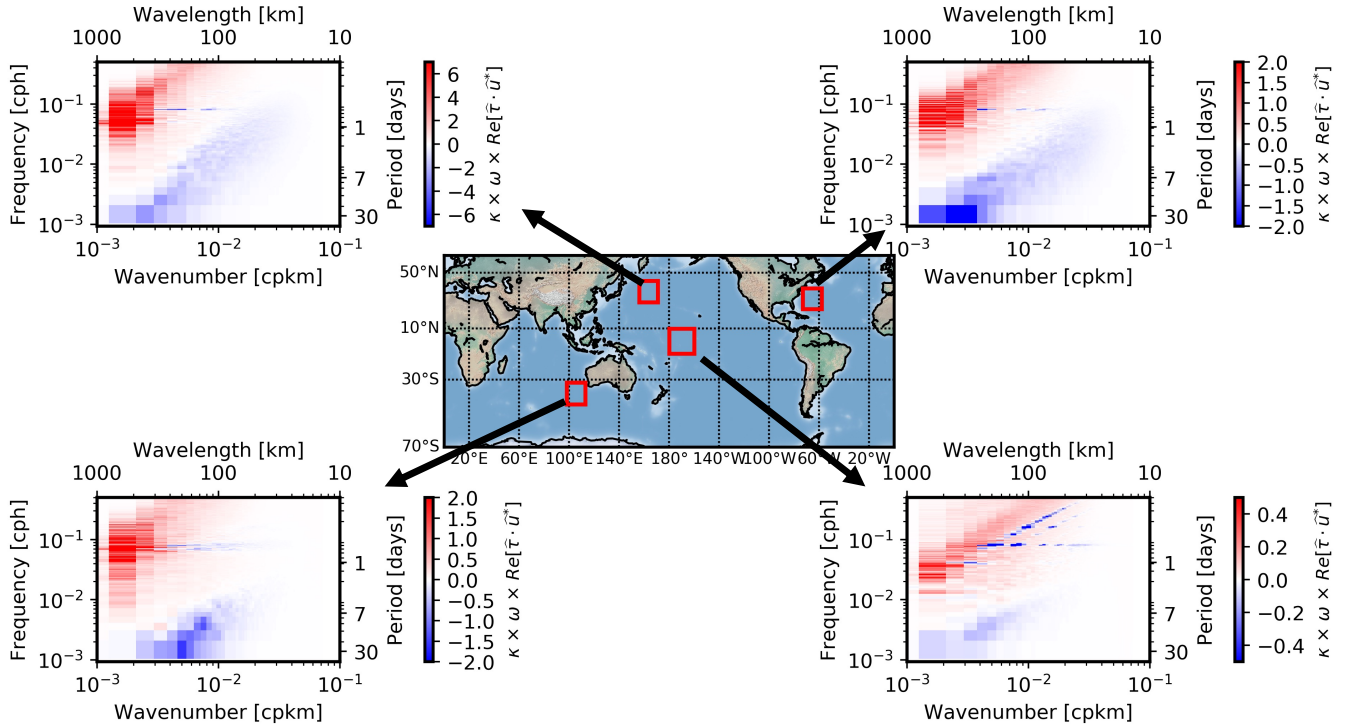 Wavelength [km]
1000 100 10
Frequency [cph]
10⁻¹
10⁻²
10⁻³
1
7
30
Period [days]
10⁻³ 10⁻² 10⁻¹
Wavenumber [cpkm]
6
4
2
0
−2
−4
−6
κ × ω × Re[τ̂ · û*]
Wavelength [km]
1000 100 10
Frequency [cph]
10⁻¹
10⁻²
10⁻³
1
7
30
Period [days]
10⁻³ 10⁻² 10⁻¹
Wavenumber [cpkm]
2.0
1.5
1.0
0.5
0.0
−0.5
−1.0
−1.5
−2.0
κ × ω × Re[τ̂ · û*]
50°N
10°N
30°S
70°S
20°E 60°E 100°E 140°E 180° 140°W 100°W 60°W 20°W
Wavelength [km]
1000 100 10
Frequency [cph]
10⁻¹
10⁻²
10⁻³
1
7
30
Period [days]
10⁻³ 10⁻² 10⁻¹
Wavenumber [cpkm]
2.0
1.5
1.0
0.5
0.0
−0.5
−1.0
−1.5
−2.0
κ × ω × Re[τ̂ · û*]
Wavelength [km]
1000 100 10
Frequency [cph]
10⁻¹
10⁻²
10⁻³
1
7
30
Period [days]
10⁻³ 10⁻² 10⁻¹
Wavenumber [cpkm]
0.4
0.2
0.0
−0.2
−0.4
κ × ω × Re[τ̂ · û*]